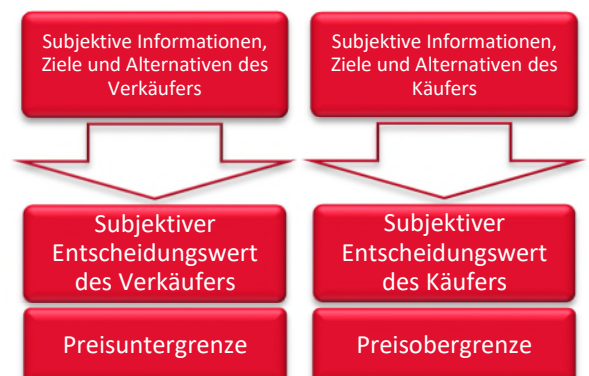 Subjektive Informationen,
Ziele und Alternativen des
Verkäufers
Subjektive Informationen,
Ziele und Alternativen des
Käufers
Subjektiver
Entscheidungswert
des Verkäufers
Subjektiver
Entscheidungswert
des Käufers
Preisuntergrenze
Preisobergrenze